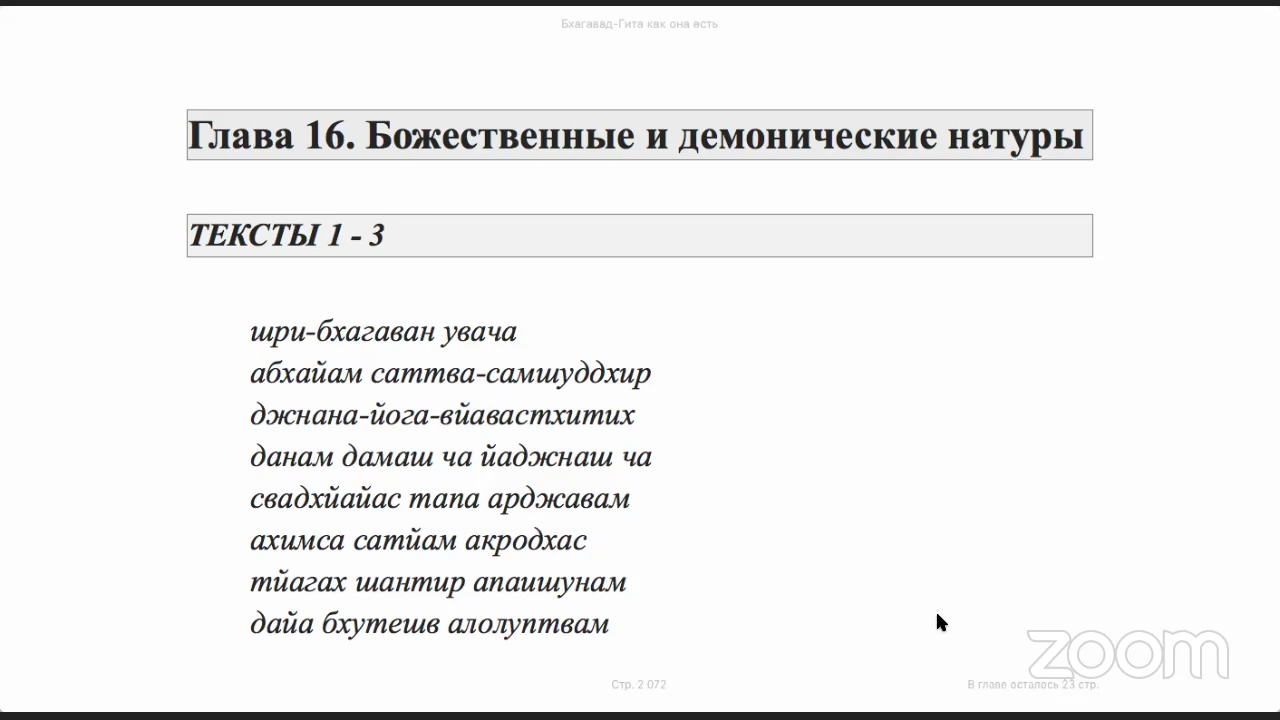 Бхагавад-Гита как она есть
Глава 16. Божественные и демонические натуры
ТЕКСТЫ 1 - 3
шри-бхагаван увача
абхайам саттва-самшуддхир
джнана-йога-вйавастхитих
данам дамаш ча йаджнаш ча
свадхйайас тапа арджавам
ахимса сатйам акродхас
тйагах шантир апаишунам
дайа бхутешв алолуптвам
zoom
Стр. 2 072
В главе осталось 23 стр.